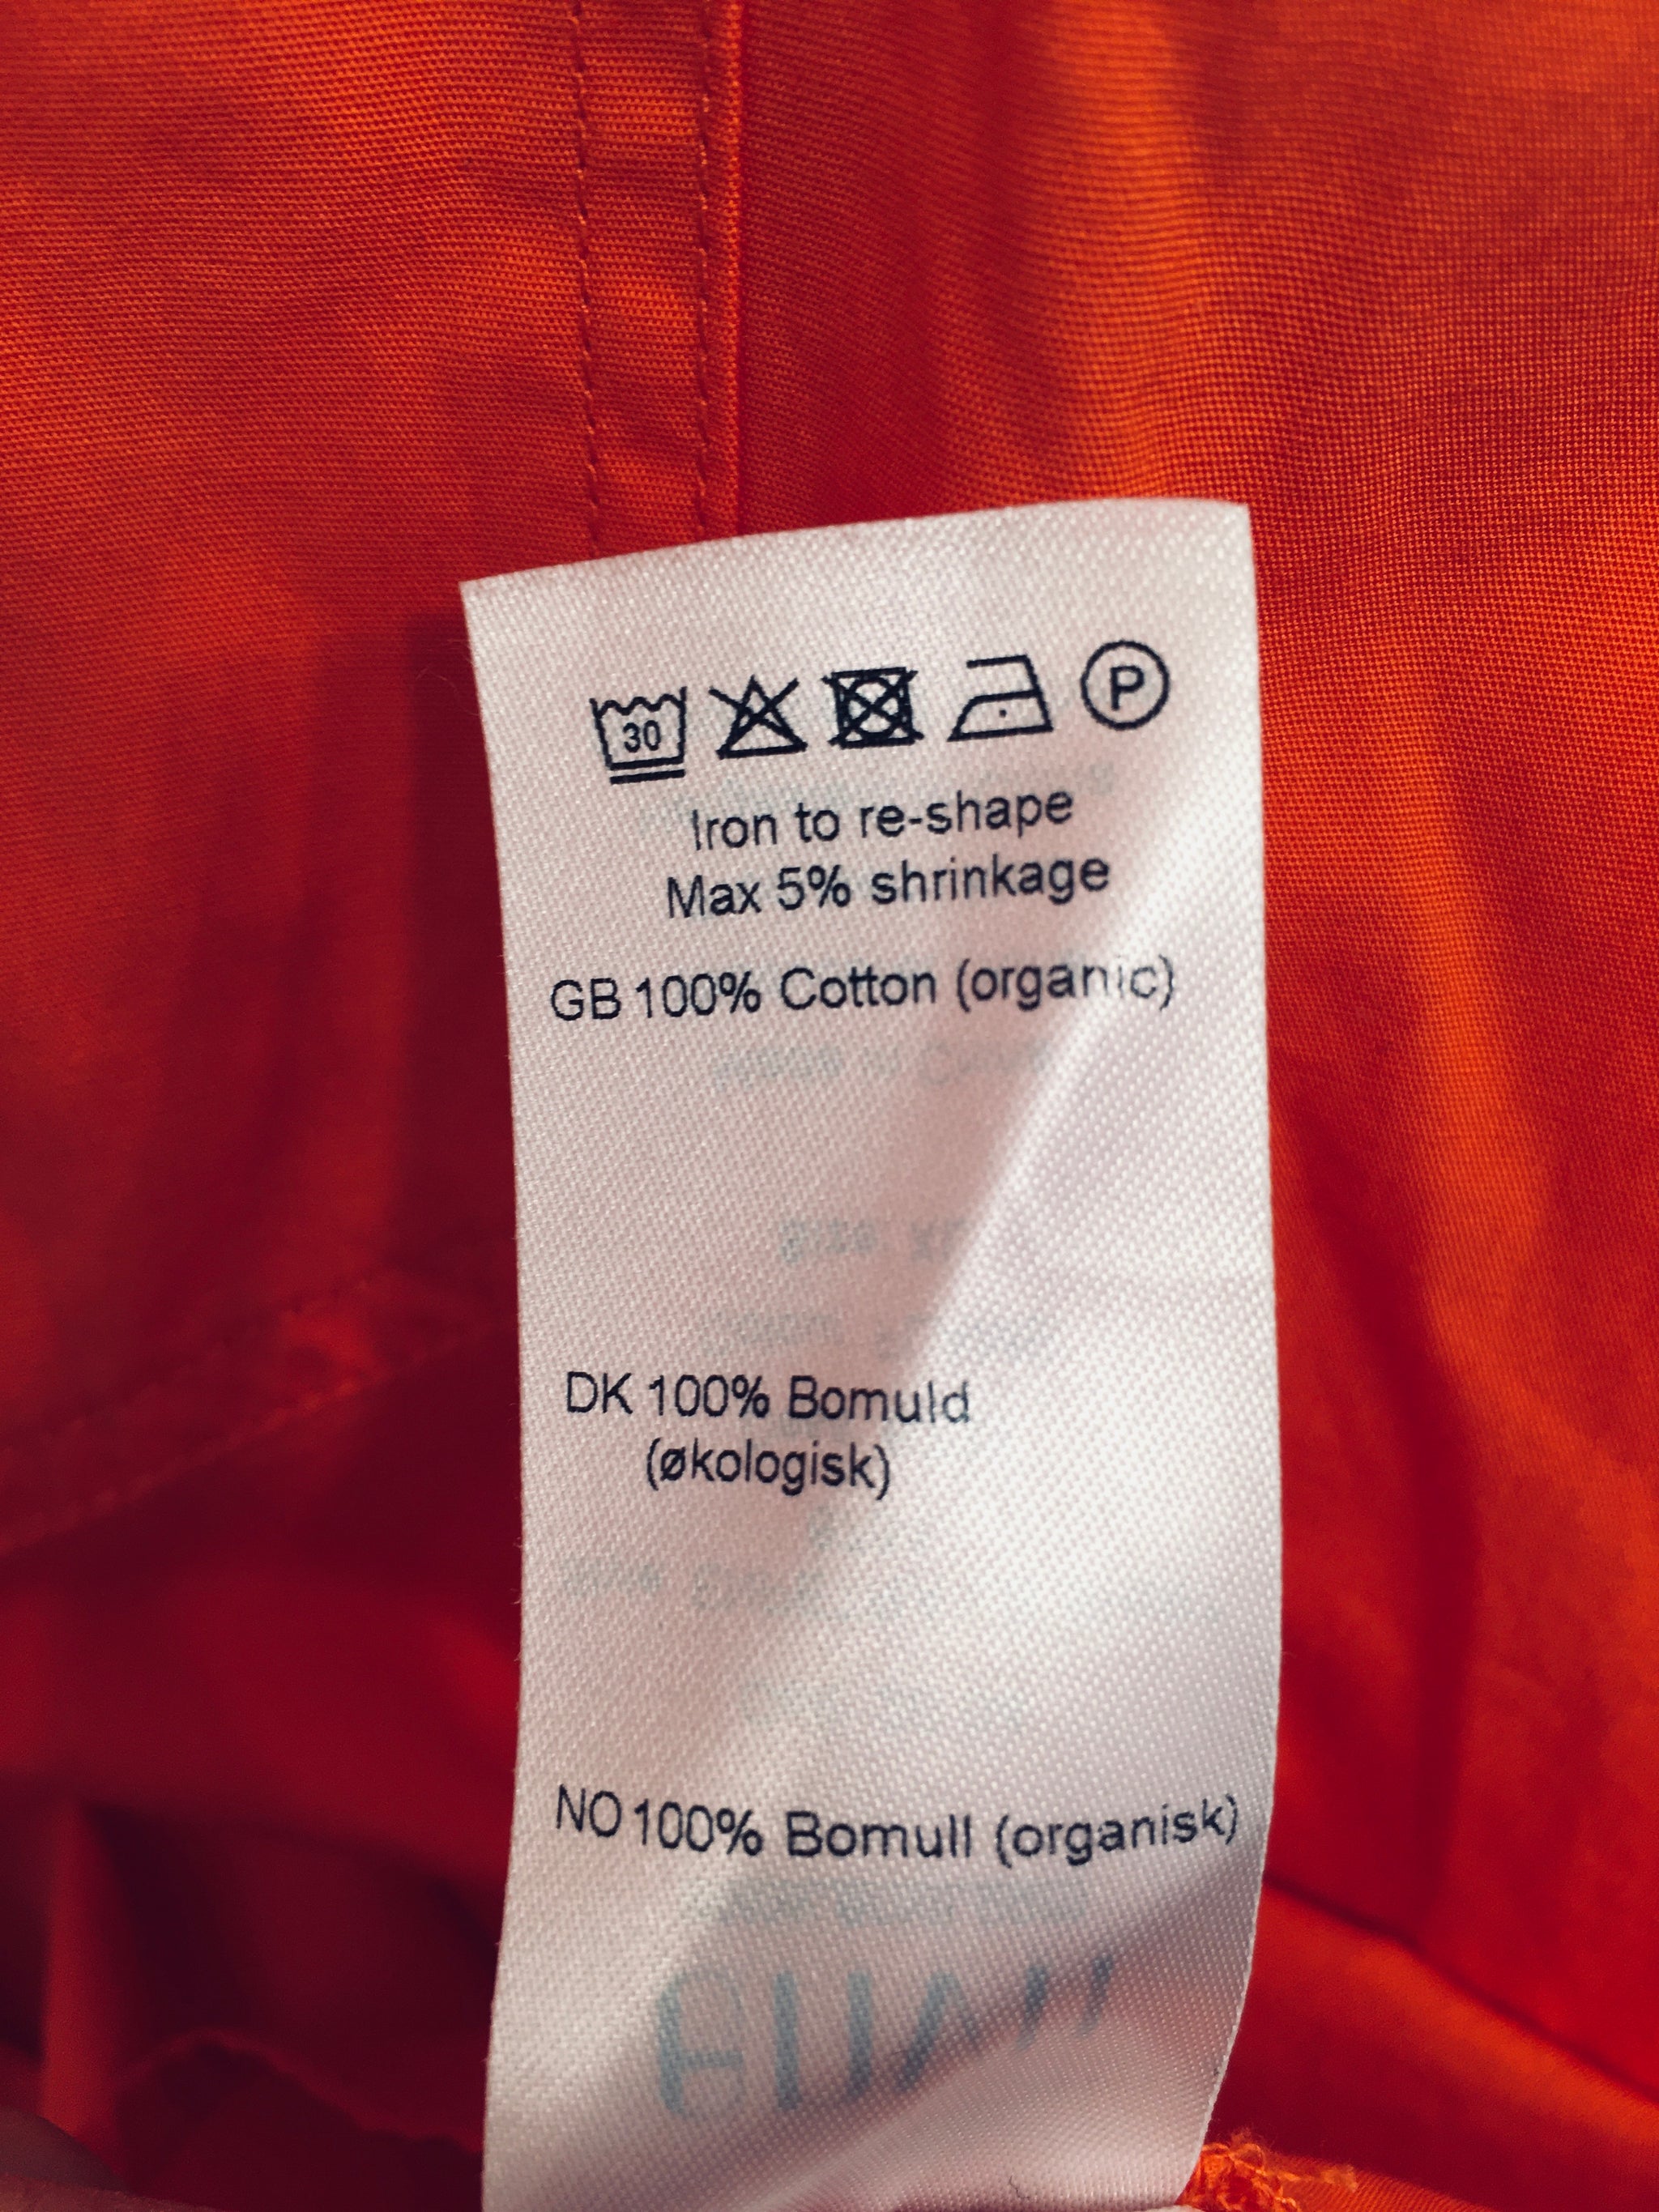 30
P
Iron to re-shape
Max 5% shrinkage
GB 100% Cotton (organic)
DK 100% Bomuld
(økologisk)
NO 100% Bomull (organisk)